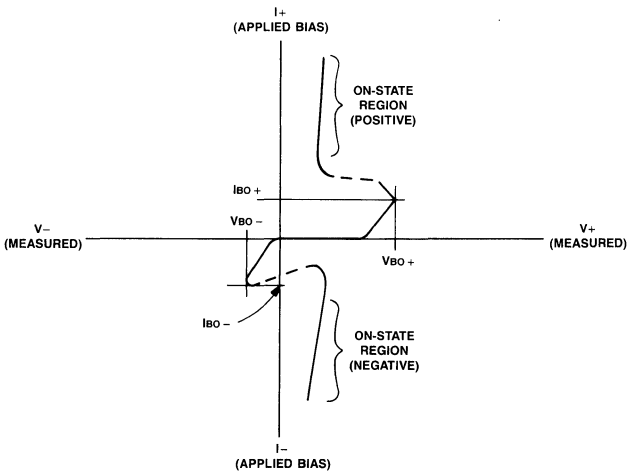 I+
(APPLIED BIAS)
ON-STATE
REGION
(POSITIVE)
IBO+
VBO–
V–
(MEASURED)
V+
(MEASURED)
VBO+
IBO–
ON-STATE
REGION
(NEGATIVE)
I–
(APPLIED BIAS)